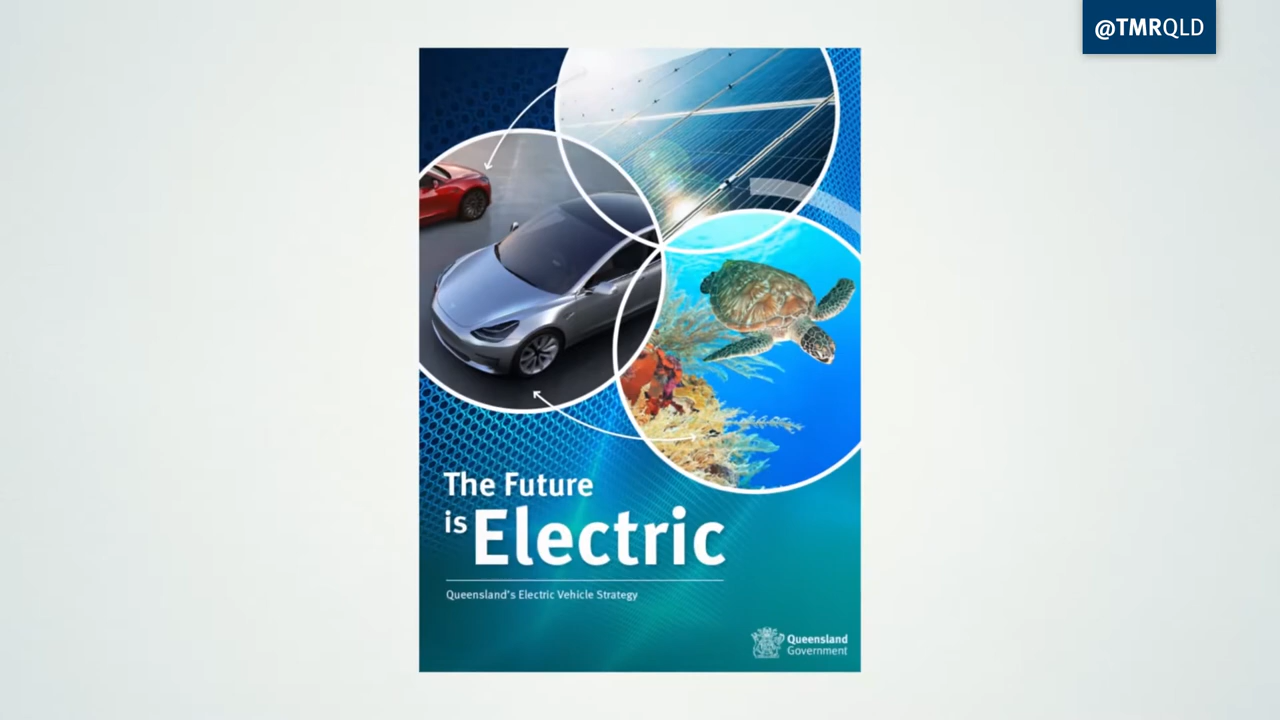 @TMRQLD
The Future
is Electric
Queensland's Electric Vehicle Strategy
Queensland
Government